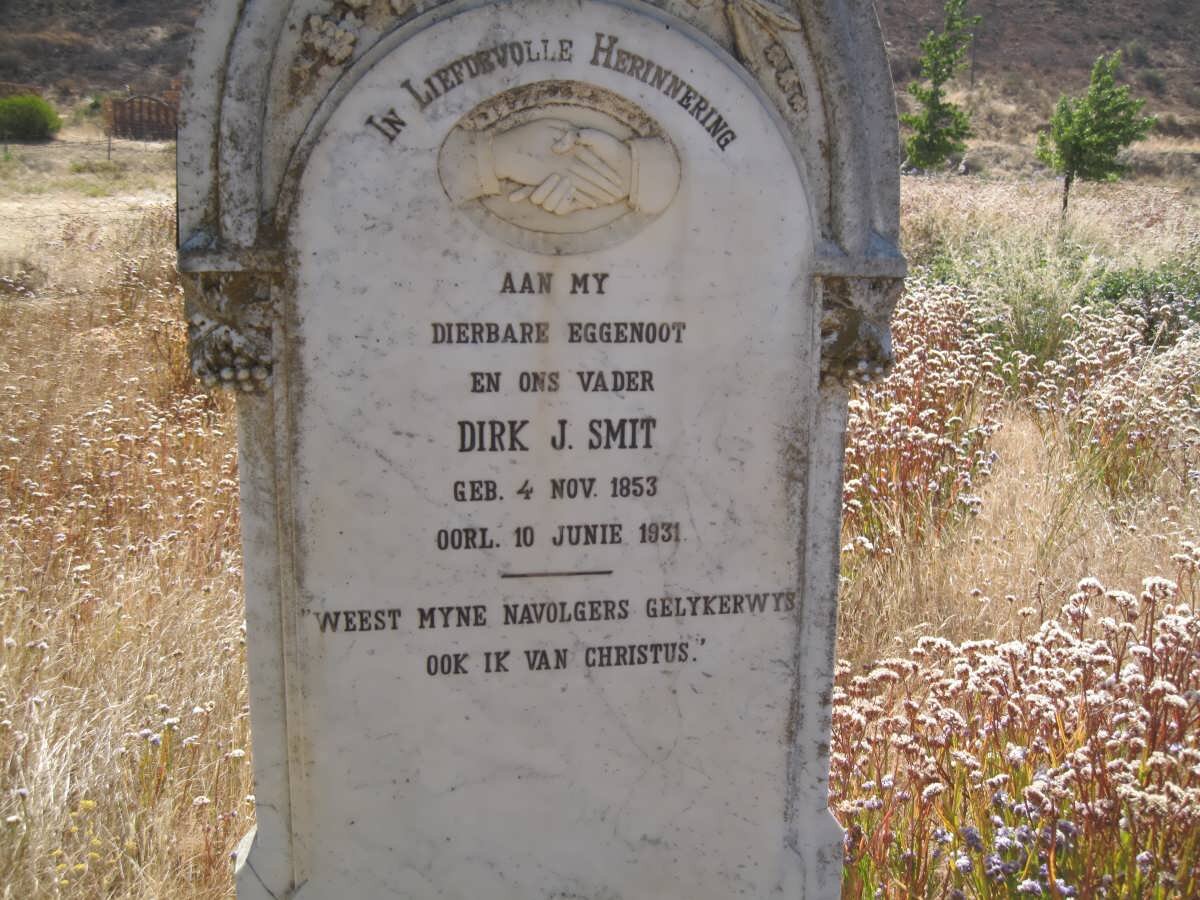 In Liefdevolle Herinnering
AAN MY
DIERBARE EGGENOOT
EN ONS VADER
DIRK J. SMIT
GEB. 4 NOV. 1853
OORL. 10 JUNIE 1931.
"WEEST MYNE NAVOLGERS GELYKERWYS
OOK IK VAN CHRISTUS."